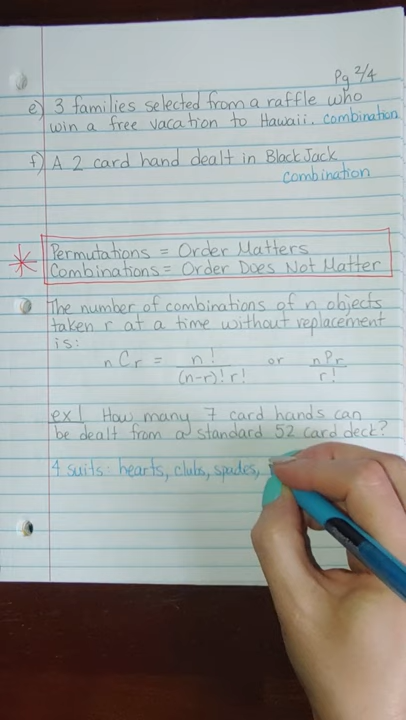 Pg 2/4
e) 3 families selected from a raffle who
win a free vacation to Hawaii. combination
f) A 2 card hand dealt in BlackJack
combination
* Permutations = Order Matters
Combinations = Order Does Not Matter
The number of combinations of n objects
taken r at a time without replacement
is:
nCr = n! / (n-r)! r! or nPr / r!
ex 1 How many 7 card hands can
be dealt from a standard 52 card deck?
4 suits: hearts, clubs, spades,